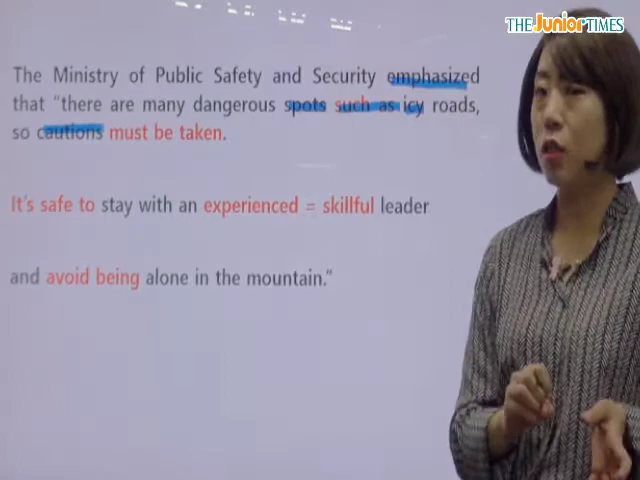 THE Junior TIMES
The Ministry of Public Safety and Security emphasized
that “there are many dangerous spots such as icy roads,
so cautions must be taken.
It's safe to stay with an experienced = skillful leader
and avoid being alone in the mountain.”